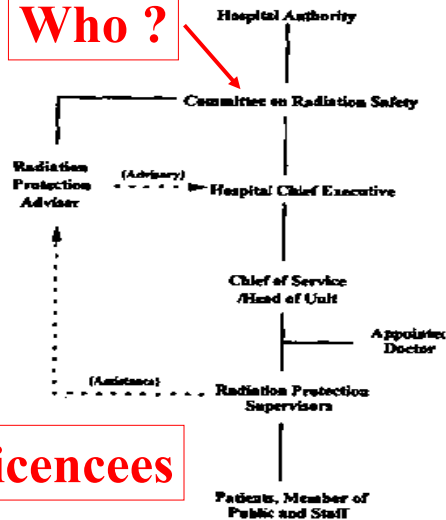 Who ?
Hospital Authority
Committee on Radiation Safety
Radiation
Protection
Adviser
(Advisory)
Hospital Chief Executive
Chief of Service
/Head of Unit
Appointed
Doctor
(Assistance)
Radiation Protection
Supervisors
icencees
Patients, Member of
Public and Staff